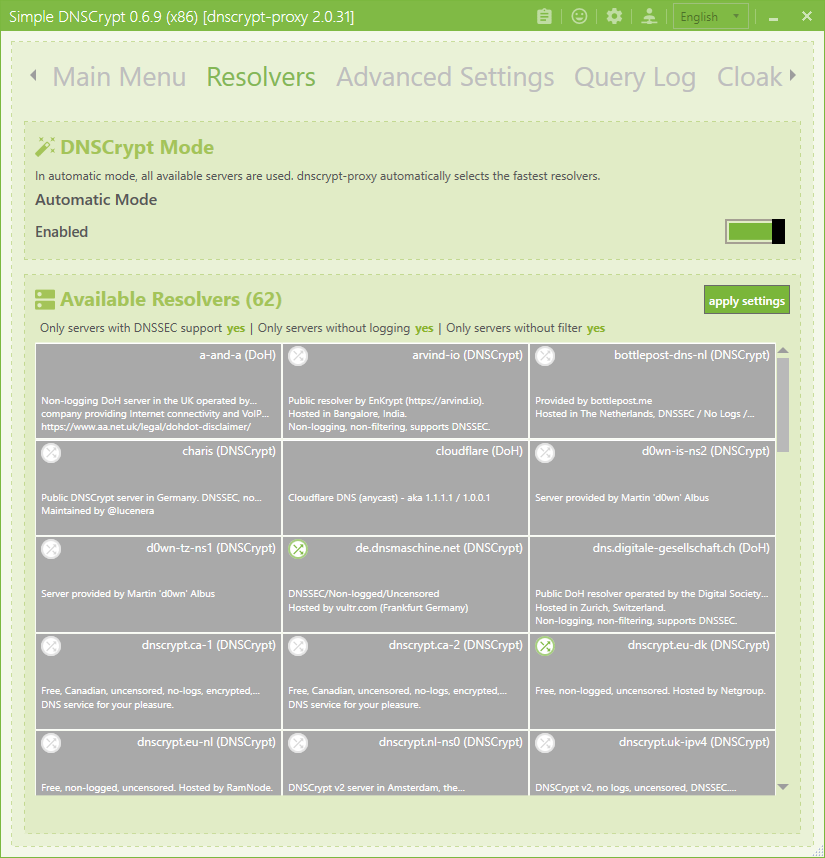 Simple DNSCrypt 0.6.9 (x86) [dnscrypt-proxy 2.0.31]
English
Main Menu Resolvers Advanced Settings Query Log Cloak
DNSCrypt Mode
In automatic mode, all available servers are used. dnscrypt-proxy automatically selects the fastest resolvers.
Automatic Mode
Enabled
Available Resolvers (62)
apply settings
Only servers with DNSSEC support yes | Only servers without logging yes | Only servers without filter yes
a-and-a (DoH)
Non-logging DoH server in the UK operated by...
company providing Internet connectivity and VoIP...
https://www.aa.net.uk/legal/dohdot-disclaimer/
arvind-io (DNSCrypt)
Public resolver by EnKrypt (https://arvind.io).
Hosted in Bangalore, India.
Non-logging, non-filtering, supports DNSSEC.
bottlepost-dns-nl (DNSCrypt)
Provided by bottlepost.me
Hosted in The Netherlands, DNSSEC / No Logs /...
charis (DNSCrypt)
Public DNSCrypt server in Germany. DNSSEC, no...
Maintained by @lucenera
cloudflare (DoH)
Cloudflare DNS (anycast) - aka 1.1.1.1 / 1.0.0.1
d0wn-is-ns2 (DNSCrypt)
Server provided by Martin 'd0wn' Albus
d0wn-tz-ns1 (DNSCrypt)
Server provided by Martin 'd0wn' Albus
de.dnsmaschine.net (DNSCrypt)
DNSSEC/Non-logged/Uncensored
Hosted by vultr.com (Frankfurt Germany)
dns.digitale-gesellschaft.ch (DoH)
Public DoH resolver operated by the Digital Society...
Hosted in Zurich, Switzerland.
Non-logging, non-filtering, supports DNSSEC.
dnscrypt.ca-1 (DNSCrypt)
Free, Canadian, uncensored, no-logs, encrypted,...
DNS service for your pleasure.
dnscrypt.ca-2 (DNSCrypt)
Free, Canadian, uncensored, no-logs, encrypted,...
DNS service for your pleasure.
dnscrypt.eu-dk (DNSCrypt)
Free, non-logged, uncensored. Hosted by Netgroup.
dnscrypt.eu-nl (DNSCrypt)
Free, non-logged, uncensored. Hosted by RamNode.
dnscrypt.nl-ns0 (DNSCrypt)
DNSCrypt v2 server in Amsterdam, the...
dnscrypt.uk-ipv4 (DNSCrypt)
DNSCrypt v2, no logs, uncensored, DNSSEC....